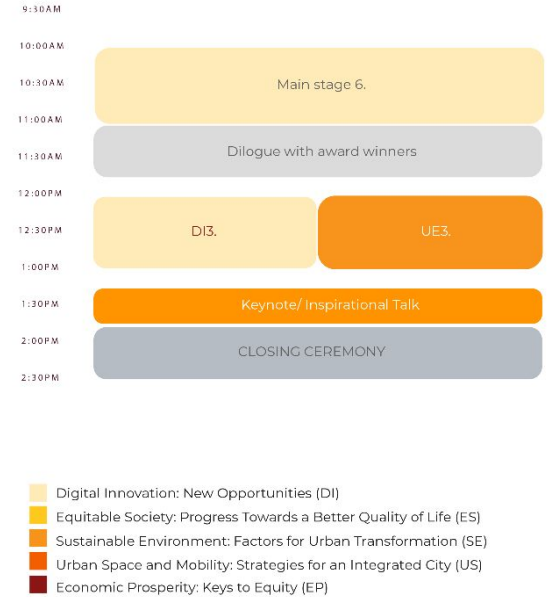 9:30AM
10:00AM
10:30AM
Main stage 6.
11:00AM
11:30AM
Dilogue with award winners
12:00PM
12:30PM
DI3.
UE3.
1:00PM
1:30PM
Keynote/ Inspirational Talk
2:00PM
CLOSING CEREMONY
2:30PM
Digital Innovation: New Opportunities (DI)
Equitable Society: Progress Towards a Better Quality of Life (ES)
Sustainable Environment: Factors for Urban Transformation (SE)
Urban Space and Mobility: Strategies for an Integrated City (US)
Economic Prosperity: Keys to Equity (EP)